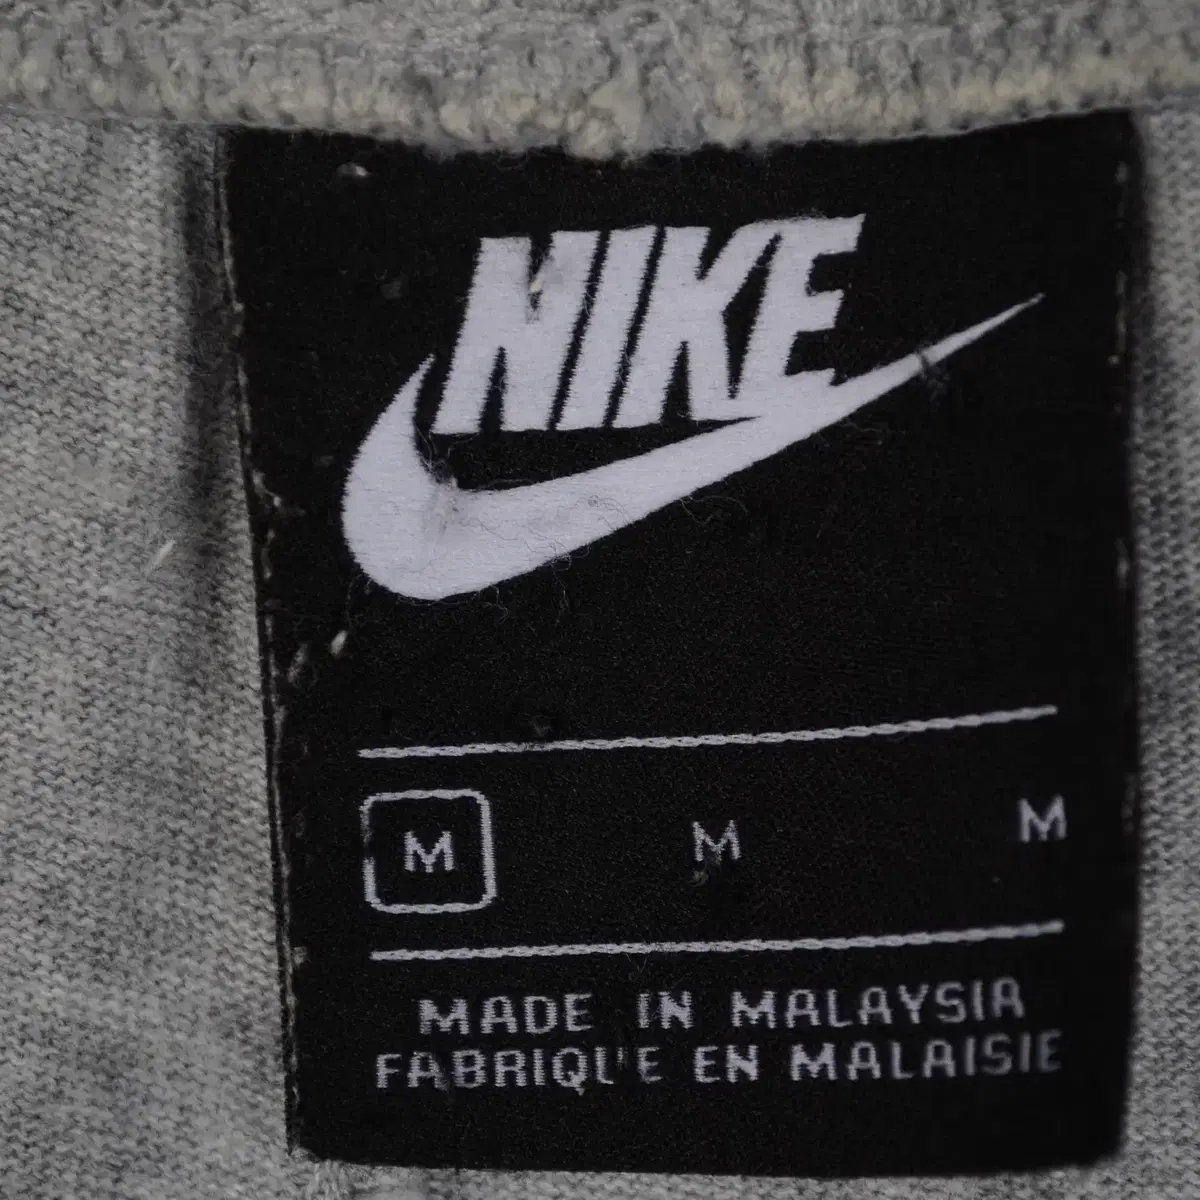 NIKE
M M M
MADE IN MALAYSIA
FABRIQUE EN MALAISIE